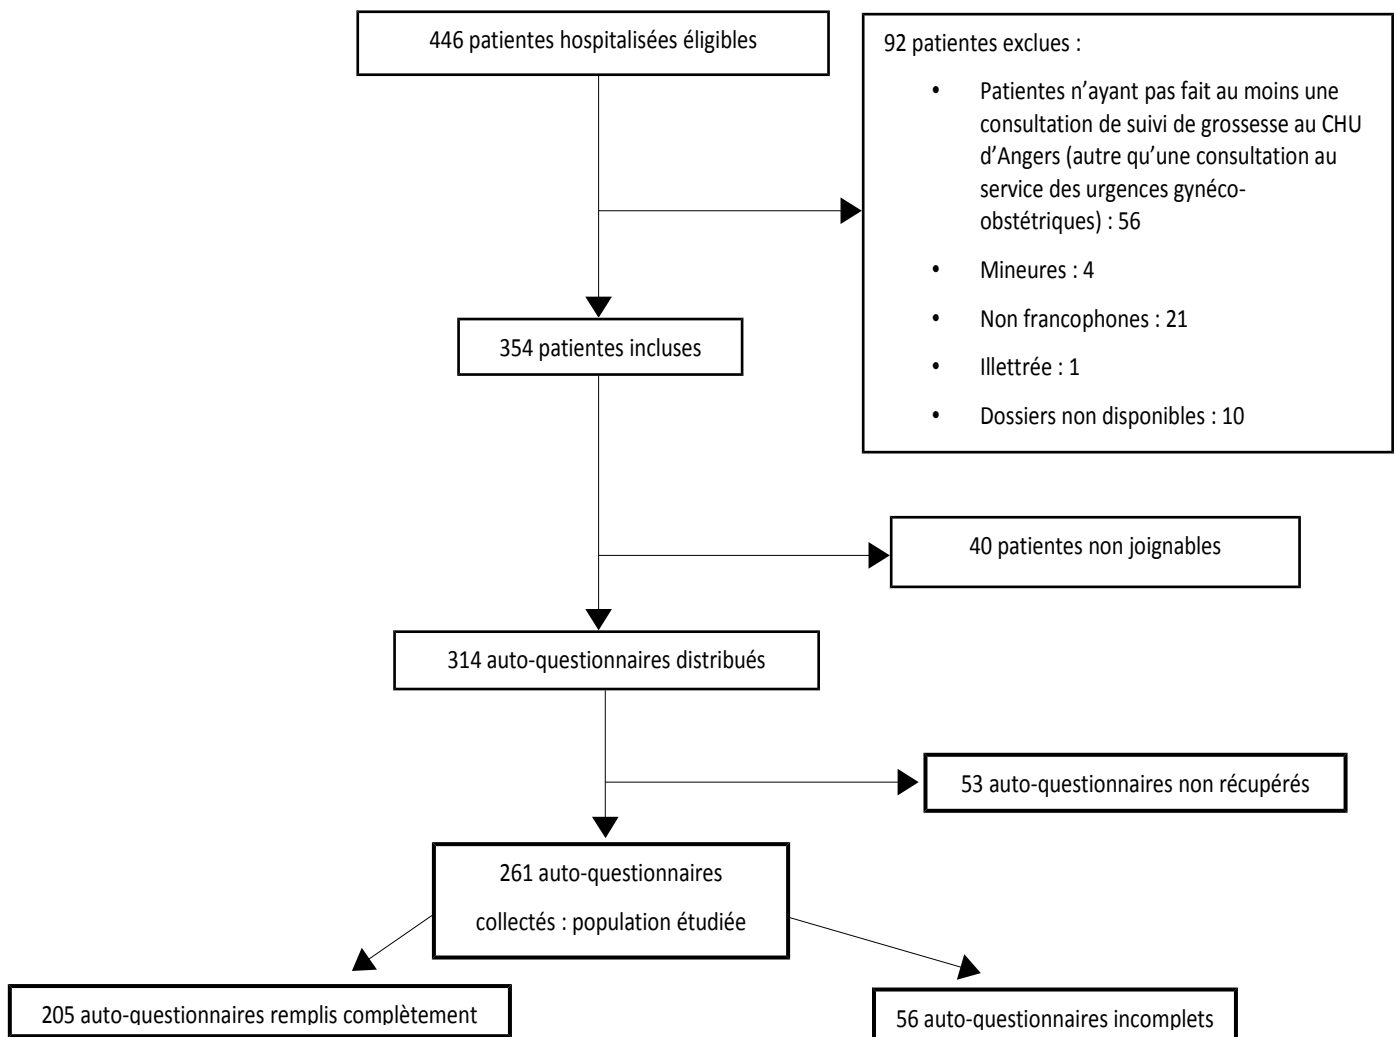 446 patientes hospitalisées éligibles
92 patientes exclues :
• Patientes n’ayant pas fait au moins une
consultation de suivi de grossesse au CHU
d’Angers (autre qu’une consultation au
service des urgences gynéco-
obstétriques) : 56
• Mineures : 4
• Non francophones : 21
• Illettrée : 1
• Dossiers non disponibles : 10
354 patientes incluses
40 patientes non joignables
314 auto-questionnaires distribués
53 auto-questionnaires non récupérés
261 auto-questionnaires
collectés : population étudiée
205 auto-questionnaires remplis complètement
56 auto-questionnaires incomplets